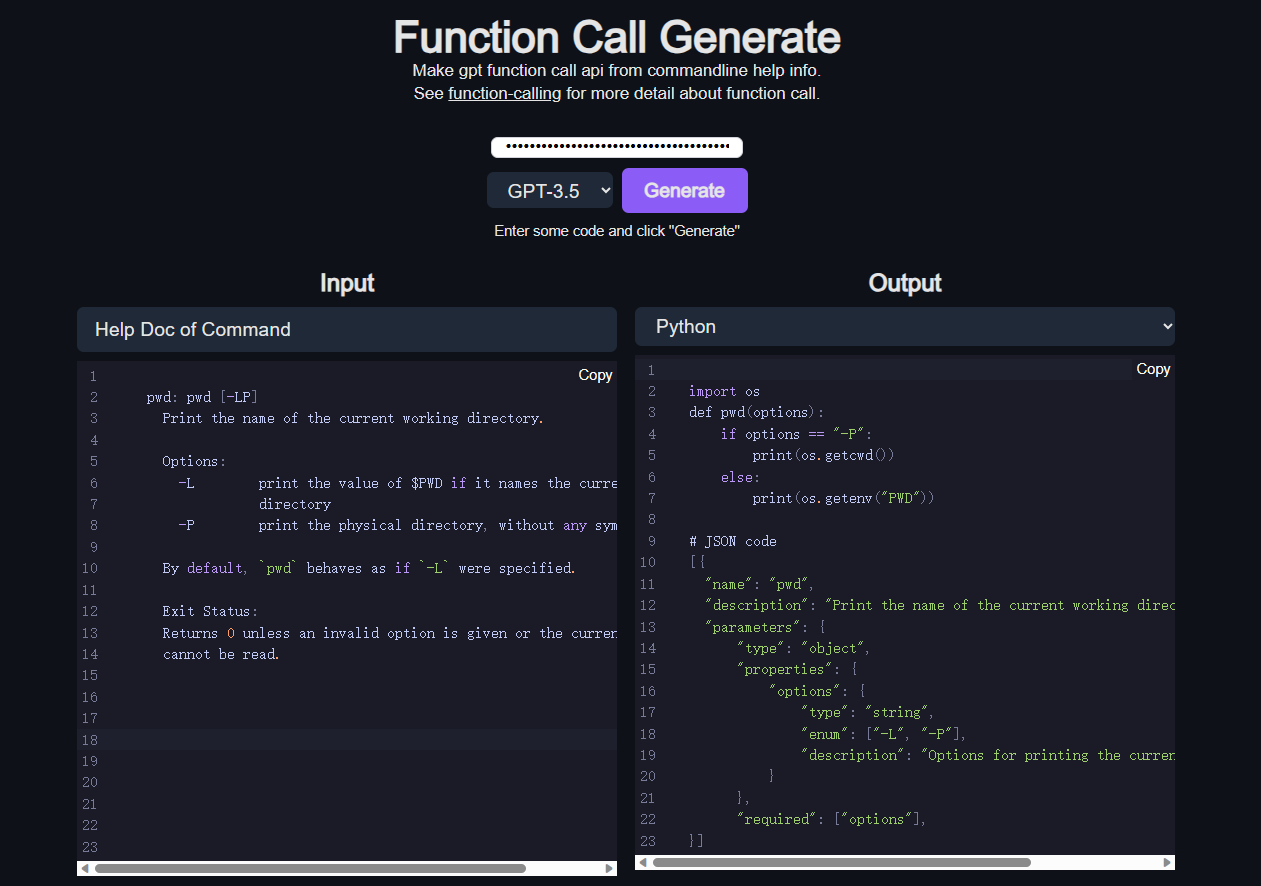 Function Call Generate
Make gpt function call api from commandline help info.
See function-calling for more detail about function call.
••••••••••••••••••••••••••••••••••••••
GPT-3.5
Generate
Enter some code and click "Generate"
Input
Help Doc of Command
Copy
1
2 pwd: pwd [-LP]
3 Print the name of the current working directory.
4
5 Options:
6 -L print the value of $PWD if it names the curre
7 directory
8 -P print the physical directory, without any sym
9
10 By default, `pwd` behaves as if `-L` were specified.
11
12 Exit Status:
13 Returns 0 unless an invalid option is given or the curren
14 cannot be read.
15
16
17
18
19
20
21
22
23
Output
Python
Copy
1
2 import os
3 def pwd(options):
4 if options == "-P":
5 print(os.getcwd())
6 else:
7 print(os.getenv("PWD"))
8
9 # JSON code
10 [{
11 "name": "pwd",
12 "description": "Print the name of the current working direc
13 "parameters": {
14 "type": "object",
15 "properties": {
16 "options": {
17 "type": "string",
18 "enum": ["-L", "-P"],
19 "description": "Options for printing the curren
20 }
21 },
22 "required": ["options"],
23 }]